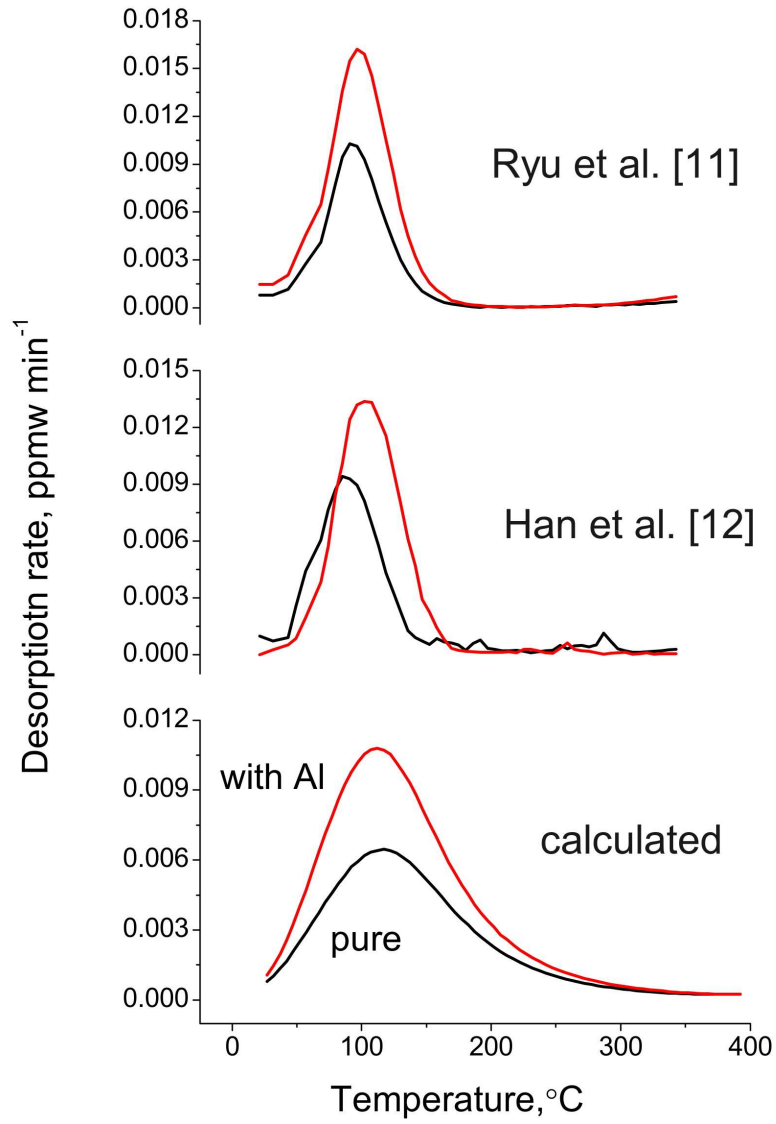 0.018
0.015
0.012
0.009
0.006
0.003
0.000
Ryu et al. [11]
0.015
0.012
0.009
0.006
0.003
0.000
Han et al. [12]
0.012
0.009
0.006
0.003
0.000
with Al
pure
calculated
0 100 200 300 400
Temperature,°C
Desorptiotn rate, ppmw min⁻¹